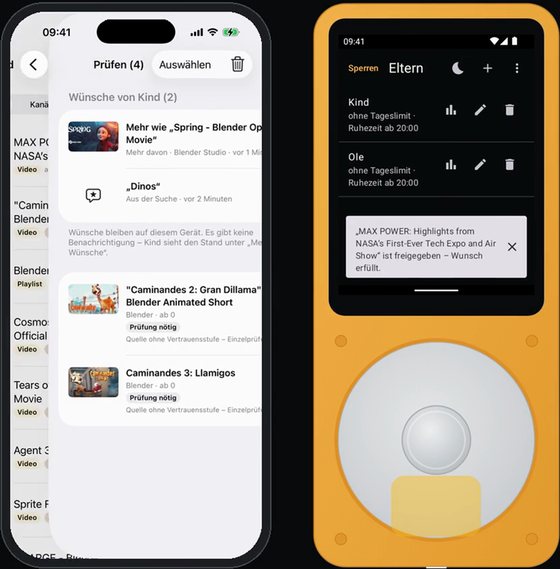 09:41
Prüfen (4)
Auswählen
Kanä
Wünsche von Kind (2)
MAX PO
NASA's
Video
SPRING
Mehr wie „Spring - Blender Op
Movie“
Mehr davon · Blender Studio · vor 1 Mi
"Camin
Blender
Video
„Dinos“
Aus der Suche · vor 2 Minuten
Wünsche bleiben auf diesem Gerät. Es gibt keine
Benachrichtigung – Kind sieht den Stand unter „Me
Wünsche“.
Blender
Playlist
"Caminandes 2: Gran Dillama"
Blender Animated Short
Blender · ab 0
Prüfung nötig
Quelle ohne Vertrauensstufe – Einzelprüf
Cosmos
Official
Video
Tears o
Movie
Video
Caminandes 3: Llamigos
Blender · ab 0
Prüfung nötig
Quelle ohne Vertrauensstufe – Einzelprüf
Agent 3
Video
Sprite F
Video
09:41
Sperren
Eltern
Kind
ohne Tageslimit ·
Ruhezeit ab 20:00
Ole
ohne Tageslimit ·
Ruhezeit ab 20:00
„MAX POWER: Highlights from
NASA's First-Ever Tech Expo and Air
Show“ ist freigegeben – Wunsch
erfüllt.